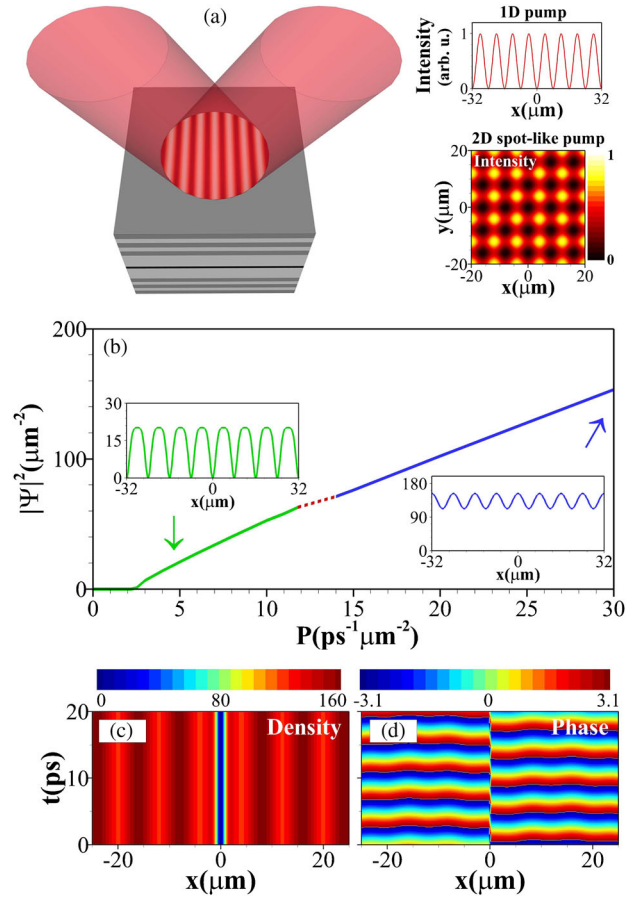 (a)
1D pump
Intensity
(arb. u.)
1
0
-32 0 32
x(μm)
2D spot-like pump
Intensity
1
0
20
0
-20
y(μm)
-20 0 20
x(μm)
(b)
200
100
0
|Ψ|²(μm⁻²)
30
15
0
-32 0 32
x(μm)
180
90
0
-32 0 32
x(μm)
0 5 10 15 20 25 30
P(ps⁻¹μm⁻²)
0 80 160
-3.1 0 3.1
(c)
Density
(d)
Phase
20
10
0
t(ps)
-20 0 20
x(μm)
-20 0 20
x(μm)